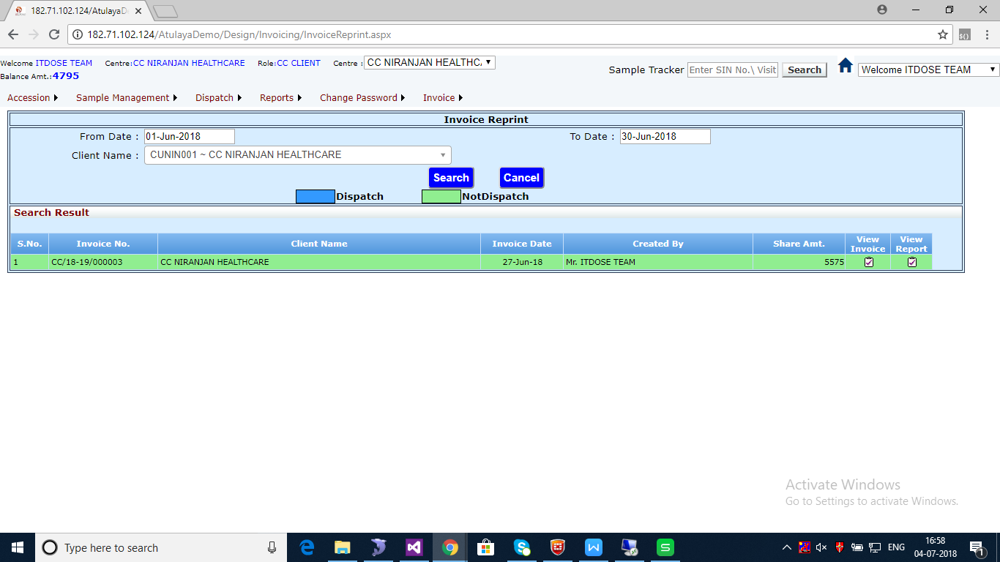 182.71.102.124/AtulayaD
182.71.102.124/AtulayaDemo/Design/Invoicing/InvoiceReprint.aspx
Welcome ITDOSE TEAM Centre:CC NIRANJAN HEALTHCARE Role:CC CLIENT Centre : CC NIRANJAN HEALTHC
Balance Amt.:4795
Sample Tracker Enter SIN No.\ Visit Search Welcome ITDOSE TEAM
Accession Sample Management Dispatch Reports Change Password Invoice
Invoice Reprint
From Date : 01-Jun-2018 To Date : 30-Jun-2018
Client Name : CUNIN001 ~ CC NIRANJAN HEALTHCARE
Search Cancel
Dispatch NotDispatch
Search Result
S.No. Invoice No. Client Name Invoice Date Created By Share Amt. View Invoice View Report
1 CC/18-19/000003 CC NIRANJAN HEALTHCARE 27-Jun-18 Mr. ITDOSE TEAM 5575
Activate Windows
Go to Settings to activate Windows.
Type here to search
ENG
16:58
04-07-2018
1